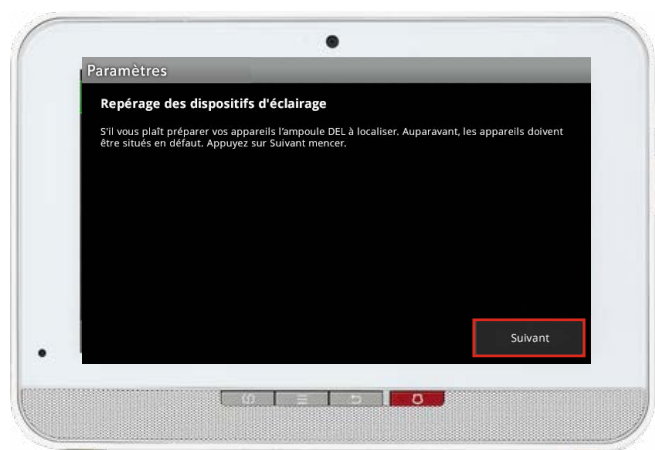 Paramètres
Repérage des dispositifs d'éclairage
S'il vous plaît préparer vos appareils l'ampoule DEL à localiser. Auparavant, les appareils doivent
être situés en défaut. Appuyez sur Suivant mencer.
Suivant